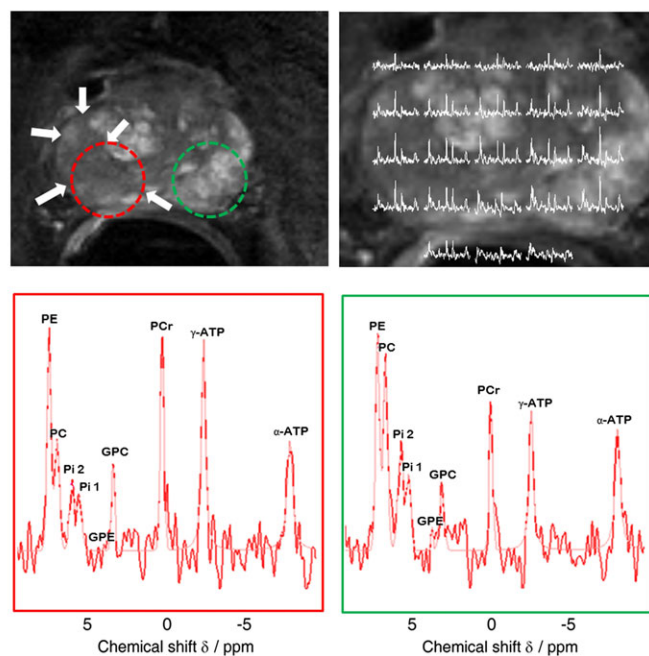 PE
PCr
γ-ATP
PC
GPC
α-ATP
Pi 2
Pi 1
GPE
5
0
-5
Chemical shift δ / ppm
PE
PC
PCr
γ-ATP
α-ATP
Pi 2
Pi 1
GPC
GPE
5
0
-5
Chemical shift δ / ppm